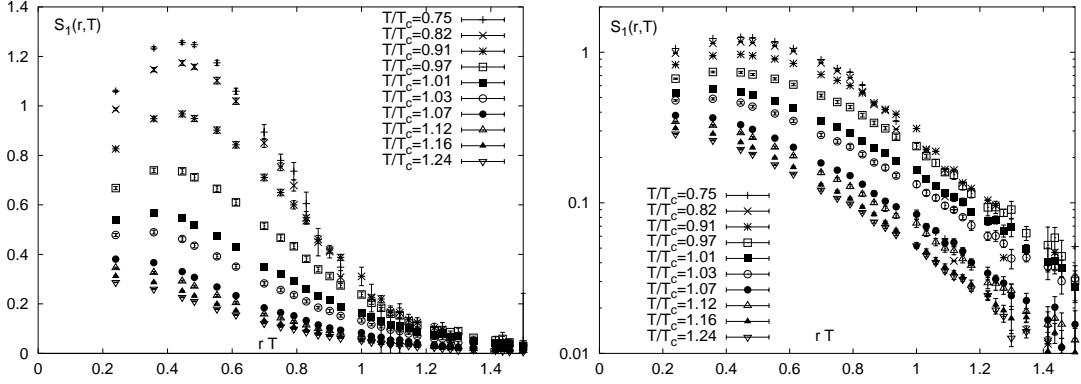 S1(r,T)
T/Tc=0.75
T/Tc=0.82
T/Tc=0.91
T/Tc=0.97
T/Tc=1.01
T/Tc=1.03
T/Tc=1.07
T/Tc=1.12
T/Tc=1.16
T/Tc=1.24
1.4
1.2
1
0.8
0.6
0.4
0.2
0
0 0.2 0.4 0.6 0.8 1 1.2 1.4
r T
S1(r,T)
1
0.1
0.01
T/Tc=0.75
T/Tc=0.82
T/Tc=0.91
T/Tc=0.97
T/Tc=1.01
T/Tc=1.03
T/Tc=1.07
T/Tc=1.12
T/Tc=1.16
T/Tc=1.24
r T
0 0.2 0.4 0.6 0.8 1 1.2 1.4